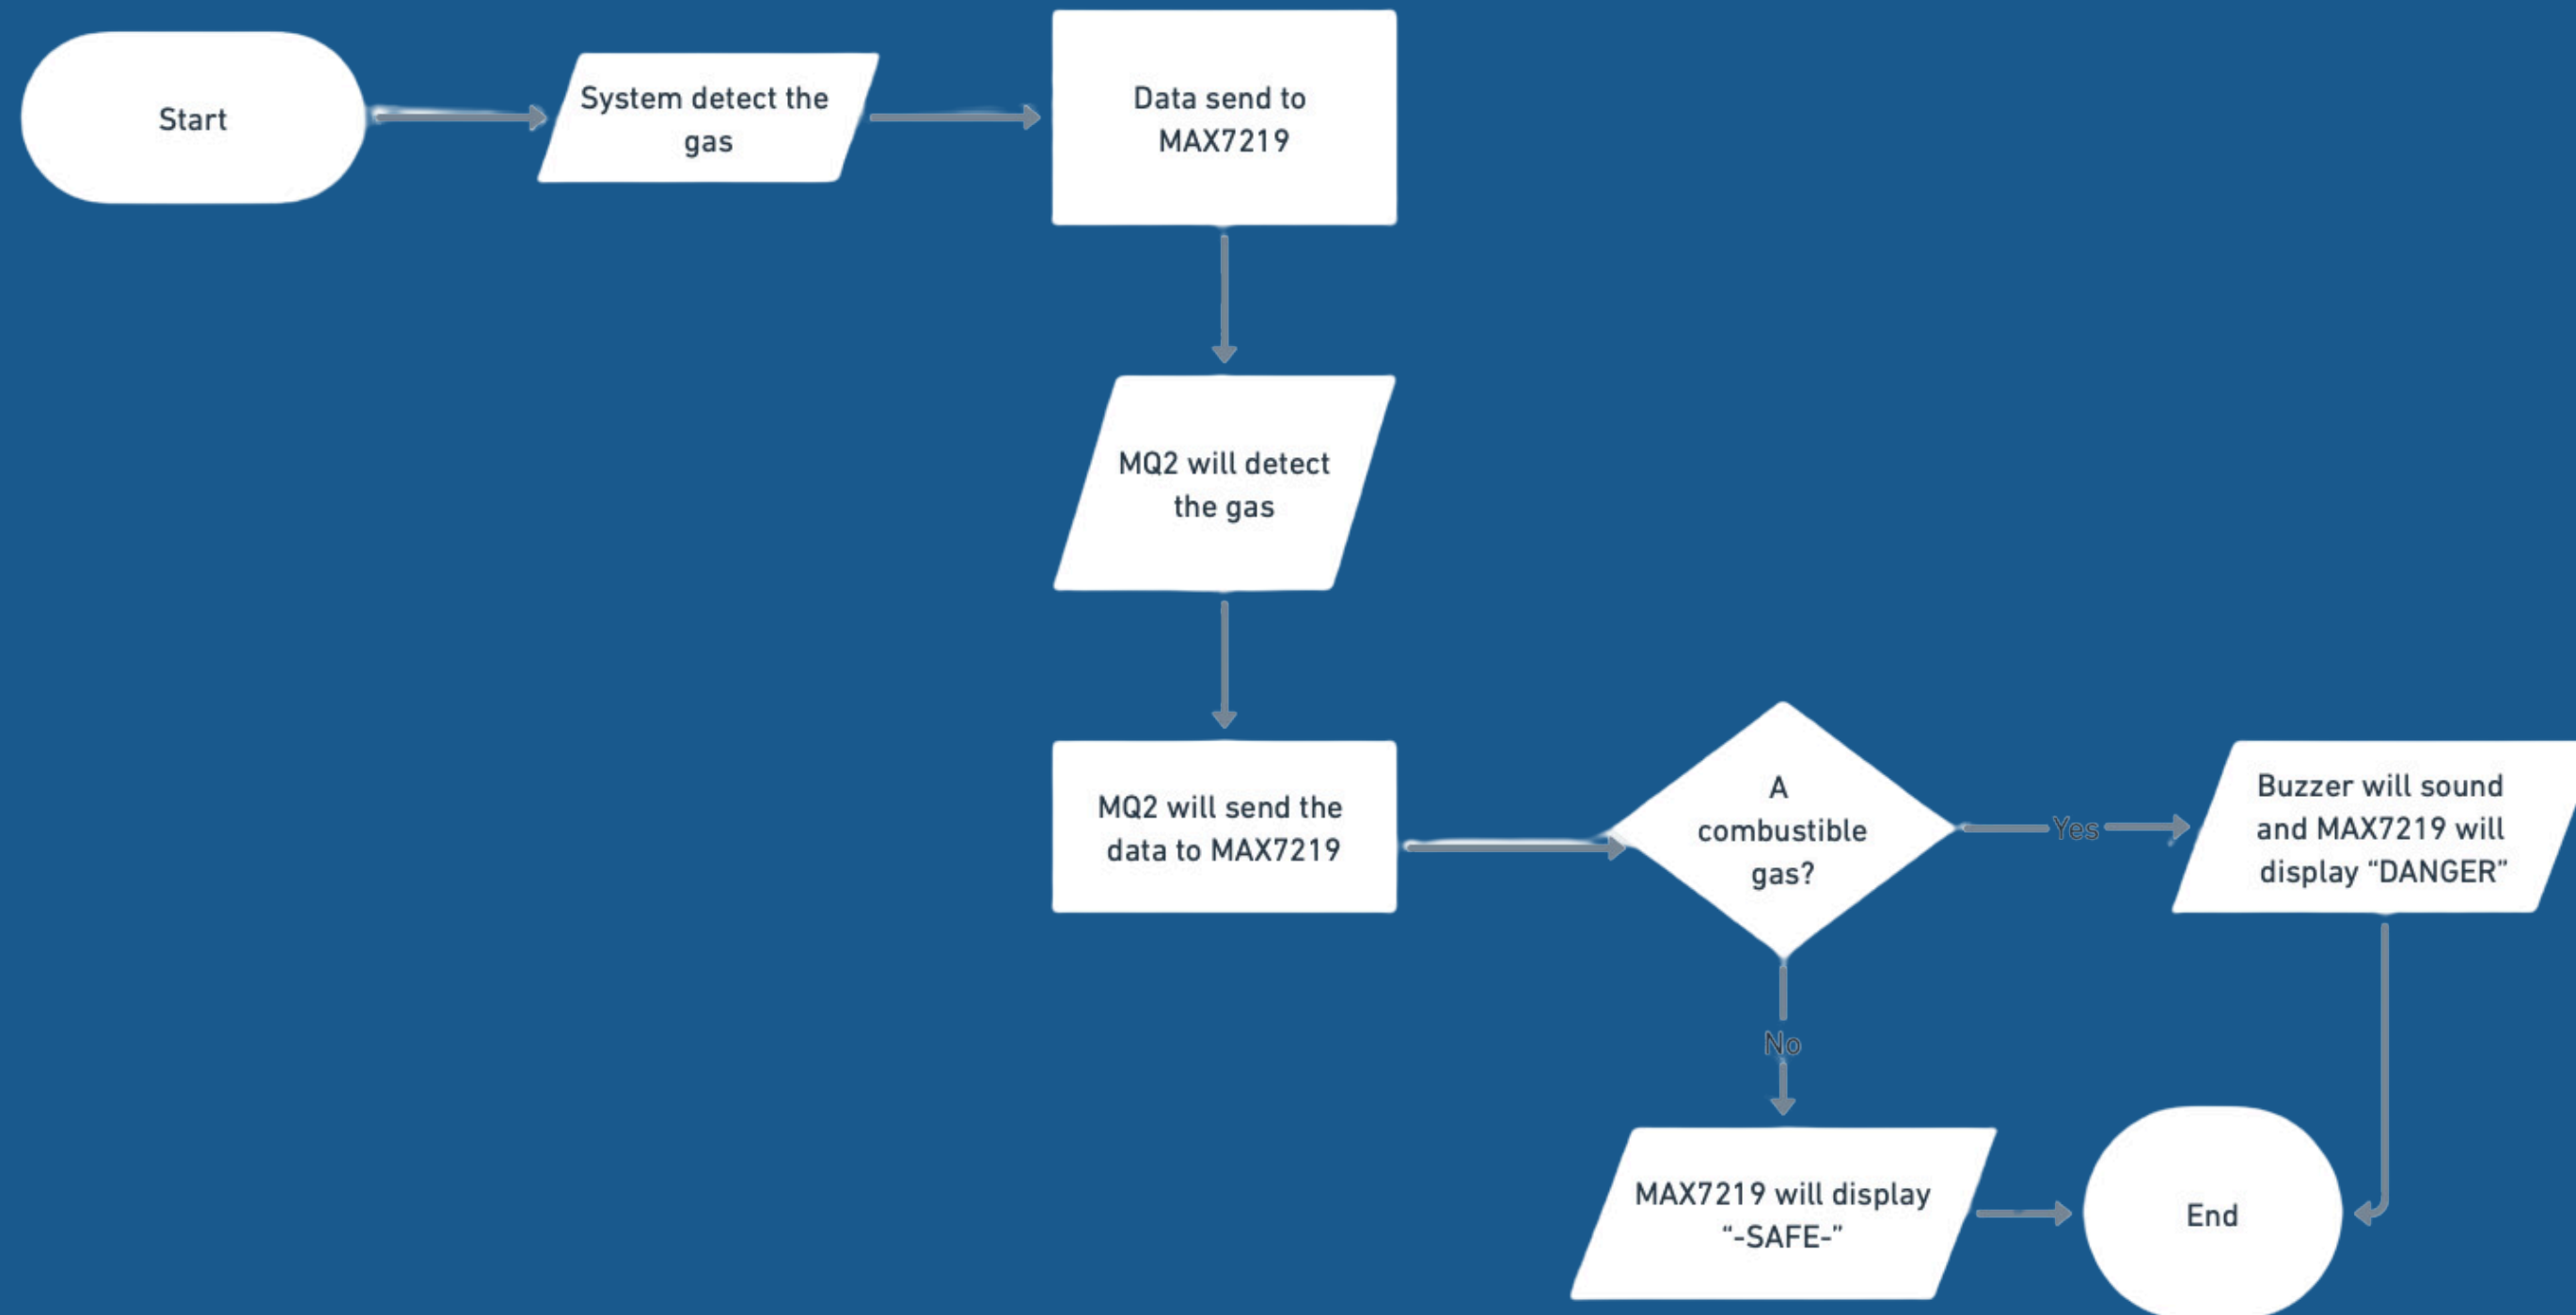 Start
System detect the
gas
Data send to
MAX7219
MQ2 will detect
the gas
MQ2 will send the
data to MAX7219
A
combustible
gas?
Yes
Buzzer will sound
and MAX7219 will
display “DANGER”
No
MAX7219 will display
“-SAFE-”
End